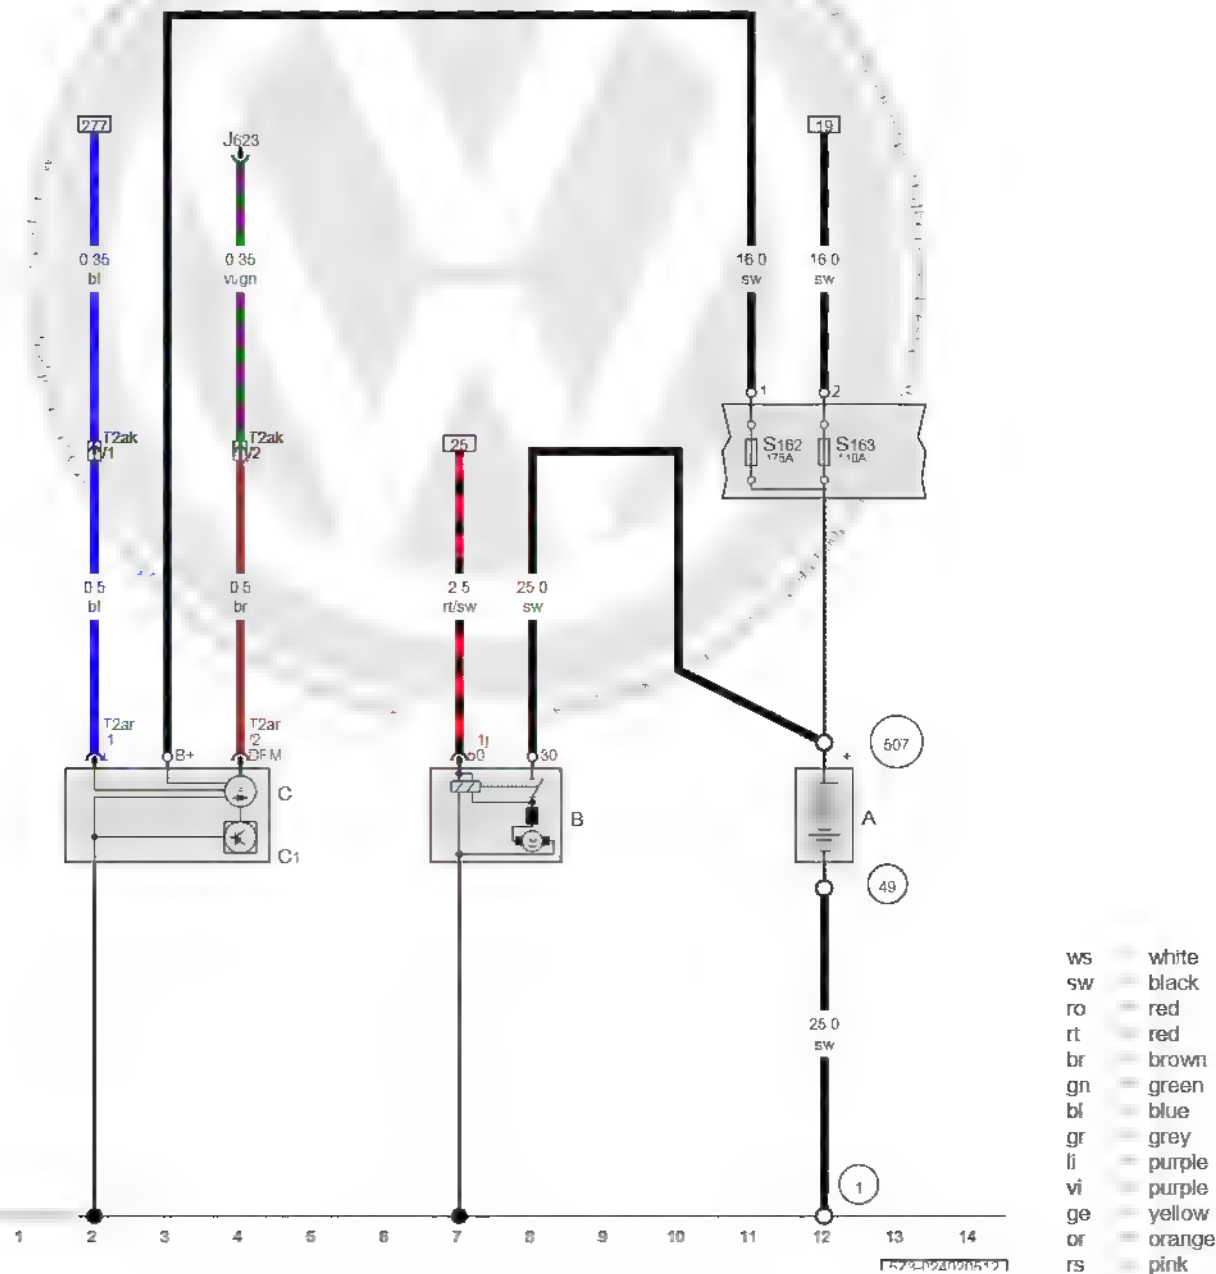 277
J623
19
0.35
bl
0.35
vi/gn
16.0
sw
16.0
sw
1
2
T2ak
/1
T2ak
/2
25
S162
S163
110A
0.5
bl
0.5
br
2.5
rt/sw
25.0
sw
T2ar
T2ar
/2
B+
DFM
50
30
507
+
C
B
A
C1
49
25.0
sw
1
1 2 3 4 5 6 7 8 9 10 11 12 13 14
ws = white
sw = black
ro = red
rt = red
br = brown
gn = green
bl = blue
gr = grey
li = purple
vi = purple
ge = yellow
or = orange
rs = pink